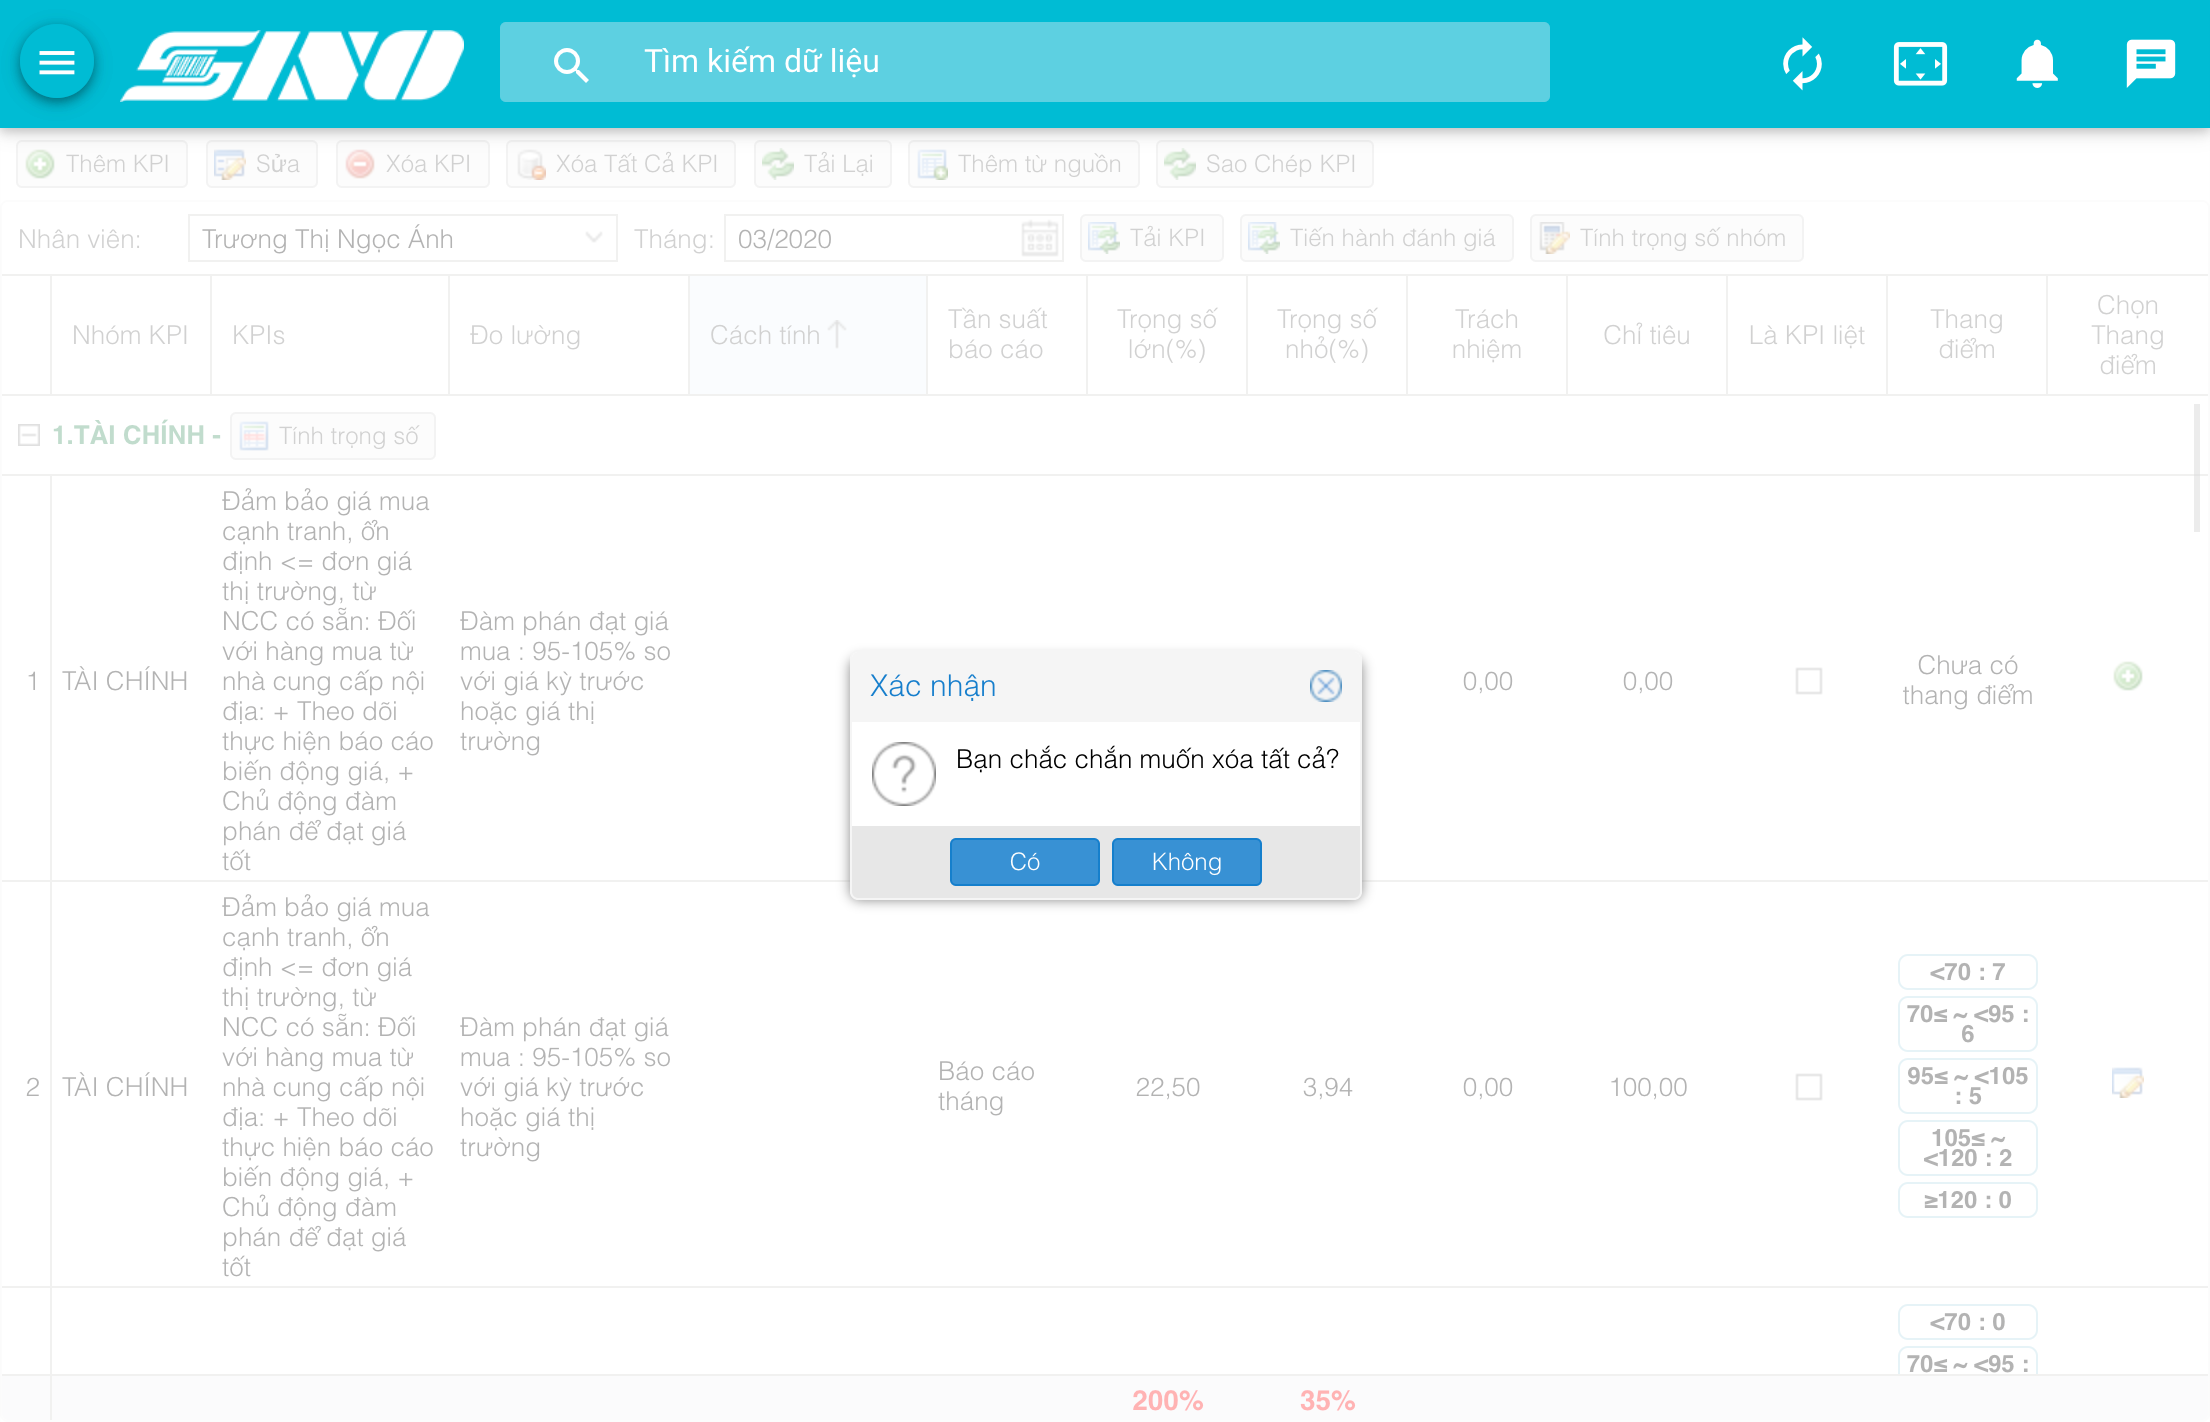 SINO
Tìm kiếm dữ liệu
Thêm KPI
Sửa
Xóa KPI
Xóa Tất Cả KPI
Tải Lại
Thêm từ nguồn
Sao Chép KPI
Nhân viên:
Trương Thị Ngọc Ánh
Tháng:
03/2020
Tải KPI
Tiến hành đánh giá
Tính trọng số nhóm
Nhóm KPI
KPIs
Đo lường
Cách tính
Tần suất
báo cáo
Trọng số
lớn(%)
Trọng số
nhỏ(%)
Trách
nhiệm
Chỉ tiêu
Là KPI liệt
Thang
điểm
Chọn
Thang
điểm
1.TÀI CHÍNH -
Tính trọng số
1
TÀI CHÍNH
Đảm bảo giá mua
cạnh tranh, ổn
định <= đơn giá
thị trường, từ
NCC có sẵn: Đối
với hàng mua từ
nhà cung cấp nội
địa: + Theo dõi
thực hiện báo cáo
biến động giá, +
Chủ động đàm
phán để đạt giá
tốt
Đàm phán đạt giá
mua : 95-105% so
với giá kỳ trước
hoặc giá thị
trường
0,00
0,00
Chưa có
thang điểm
Xác nhận
Bạn chắc chắn muốn xóa tất cả?
Có
Không
2
TÀI CHÍNH
Đảm bảo giá mua
cạnh tranh, ổn
định <= đơn giá
thị trường, từ
NCC có sẵn: Đối
với hàng mua từ
nhà cung cấp nội
địa: + Theo dõi
thực hiện báo cáo
biến động giá, +
Chủ động đàm
phán để đạt giá
tốt
Đàm phán đạt giá
mua : 95-105% so
với giá kỳ trước
hoặc giá thị
trường
Báo cáo
tháng
22,50
3,94
0,00
100,00
<70 : 7
70≤ ~ <95 :
6
95≤ ~ <105
: 5
105≤ ~
<120 : 2
≥120 : 0
<70 : 0
70≤ ~ <95 :
200%
35%